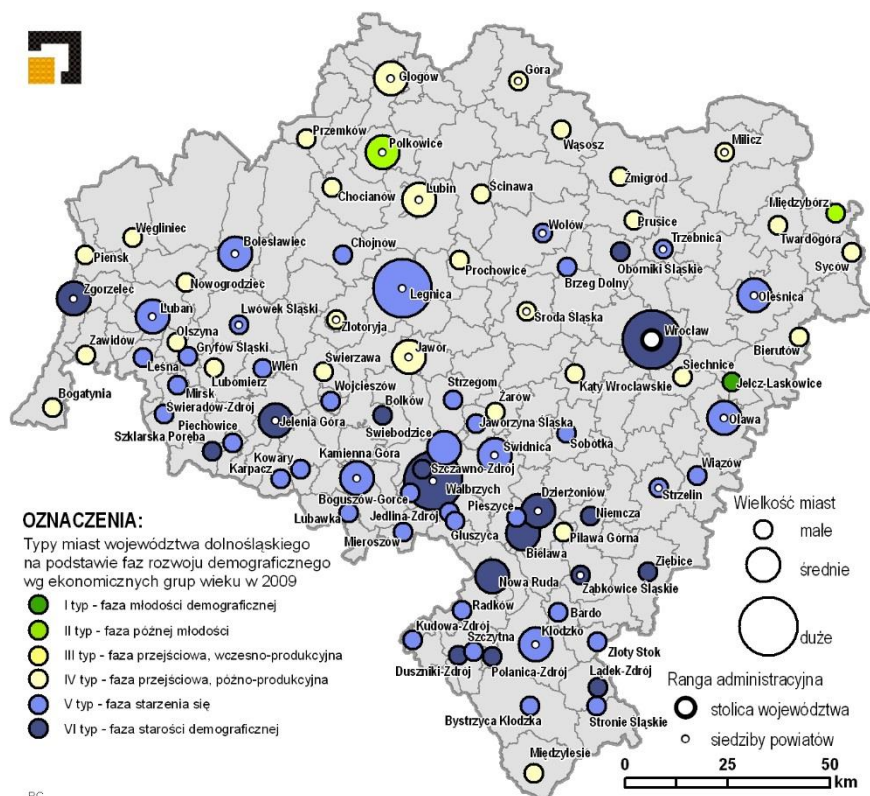 Głogów
Góra
Przemków
Polkowice
Wąsosz
Milicz
Żmigród
Chocianów
Lubin
Ścinawa
Międzybórz
Prusice
Twardogóra
Węgliniec
Bolesławiec
Chojnow
Wołów
Trzebnica
Syców
Piensk
Prochowice
Oborniki Śląskie
Brzeg Dolny
Nowogrodziec
Zgorzelec
Legnica
Oleśnica
Lubań
Lwówek Śląski
Złotoryja
Środa Śląska
Wrocław
Olszyna
Zawidów
Gryfów Śląski
Jawor
Bierutów
Leśna
Wleń
Świerzawa
Siechnice
Lubomierz
Kąty Wrocławskie
Jelcz-Laskowice
Mirsk
Wojcieszów
Strzegom
Żarów
Bogatynia
Świeradów-Zdrój
Bolków
Jaworzyna Śląska
Oława
Piechowice
Jelenia Góra
Świebodzice
Sobotka
Szklarska Poręba
Świdnica
Kowary
Kamienna Góra
Szczawno-Zdrój
Wiązów
Karpacz
Wałbrzych
Strzelin
Dzierżoniów
Boguszów-Gorce
Pieszyce
Niemcza
Lubawka
Jedlina-Zdrój
Głuszyca
Piława Górna
Mieroszów
Bielawa
Ziębice
Nowa Ruda
Ząbkowice Śląskie
Radków
Bardo
Kudowa-Zdrój
Szczytna
Kłodzko
Złoty Stok
Duszniki-Zdrój
Polanica-Zdrój
Lądek-Zdrój
Bystrzyca Kłodzka
Stronie Śląskie
Międzylesie
OZNACZENIA:
Typy miast województwa dolnośląskiego
na podstawie faz rozwoju demograficznego
wg ekonomicznych grup wieku w 2009
I typ - faza młodości demograficznej
II typ - faza późnej młodości
III typ - faza przejściowa, wczesno-produkcyjna
IV typ - faza przejściowa, późno-produkcyjna
V typ - faza starzenia się
VI typ - faza starości demograficznej
Wielkość miast
małe
średnie
duże
Ranga administracyjna
stolica województwa
siedziby powiatów
0 25 50
km